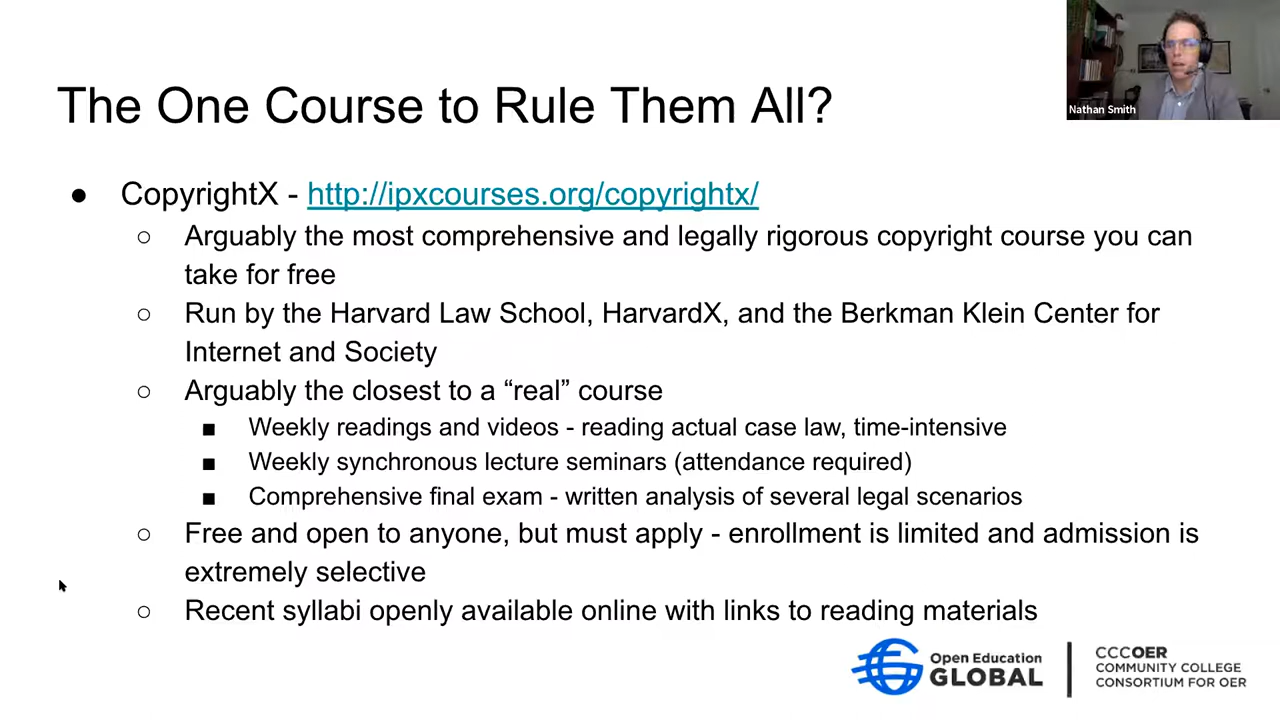 Nathan Smith
The One Course to Rule Them All?
● CopyrightX - http://ipxcourses.org/copyrightx/
○ Arguably the most comprehensive and legally rigorous copyright course you can
take for free
○ Run by the Harvard Law School, HarvardX, and the Berkman Klein Center for
Internet and Society
○ Arguably the closest to a “real” course
■ Weekly readings and videos - reading actual case law, time-intensive
■ Weekly synchronous lecture seminars (attendance required)
■ Comprehensive final exam - written analysis of several legal scenarios
○ Free and open to anyone, but must apply - enrollment is limited and admission is
extremely selective
○ Recent syllabi openly available online with links to reading materials
Open Education
GLOBAL
CCCOER
COMMUNITY COLLEGE
CONSORTIUM FOR OER